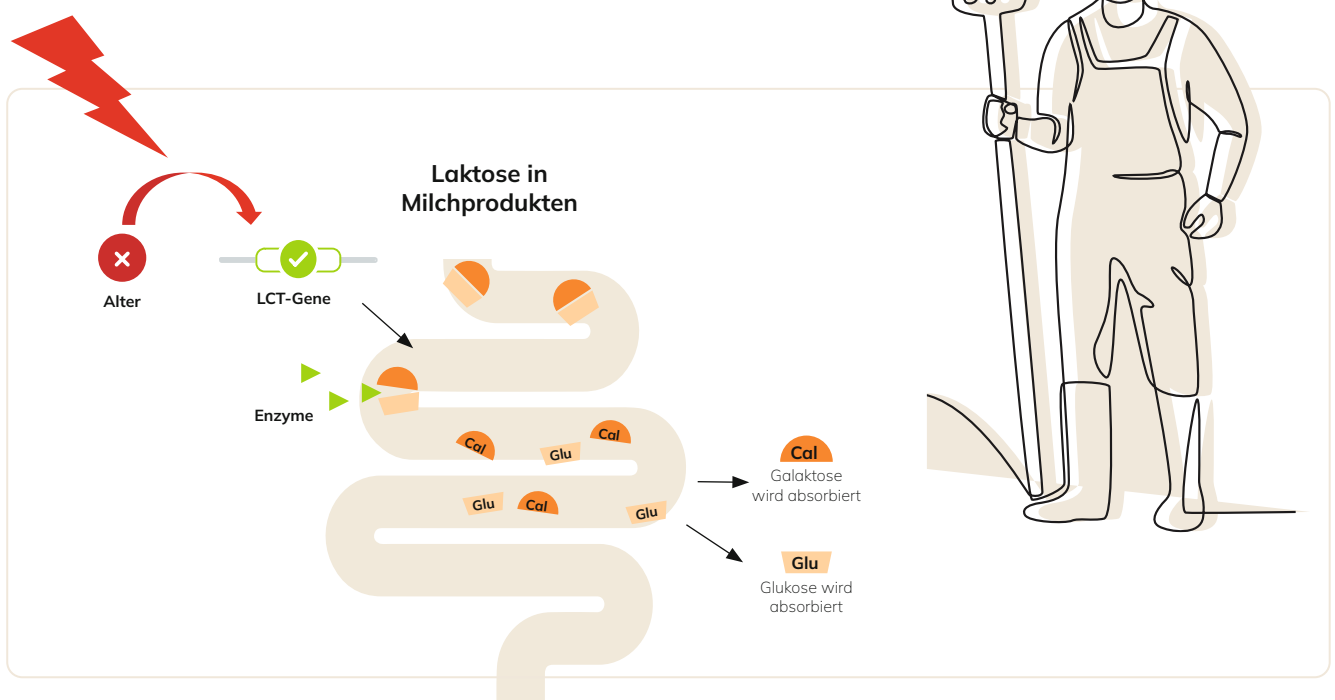 Laktose in
Milchprodukten
Alter
LCT-Gene
Enzyme
Cal
Glu
Cal
Glu
Cal
Glu
Cal
Galaktose
wird absorbiert
Glu
Glukose wird
absorbiert